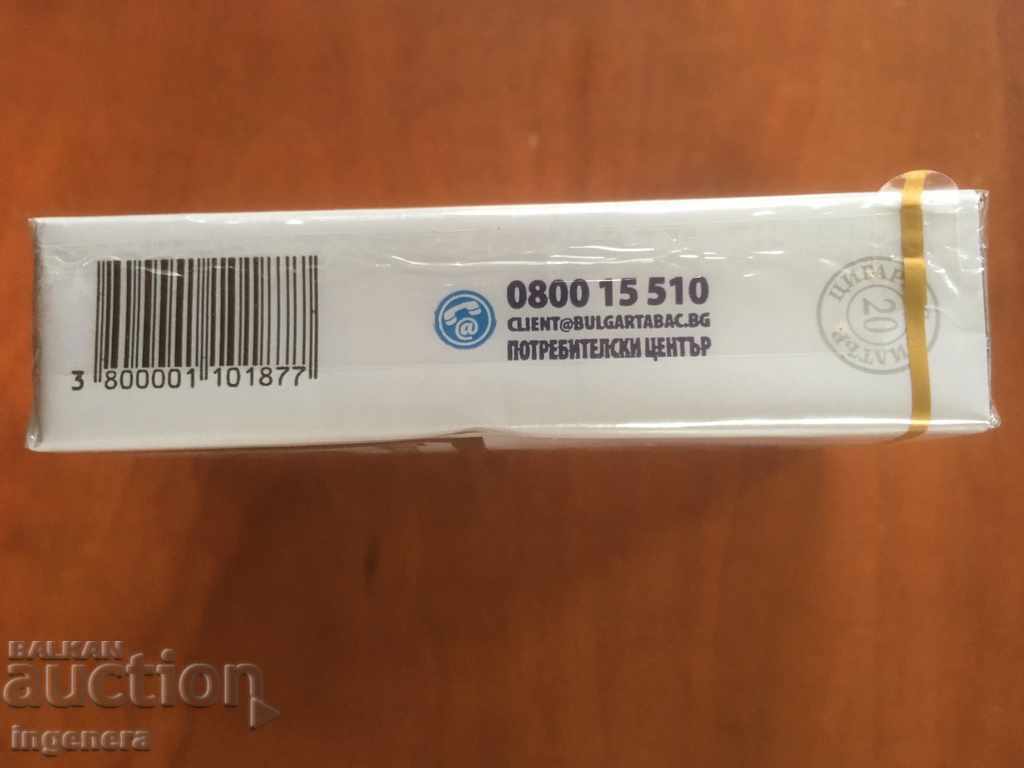 3 800001 101877
0800 15 510
CLIENT@BULGARTABAC.BG
ПОТРЕБИТЕЛСКИ ЦЕНТЪР
20
BALKAN
auction
ingenera